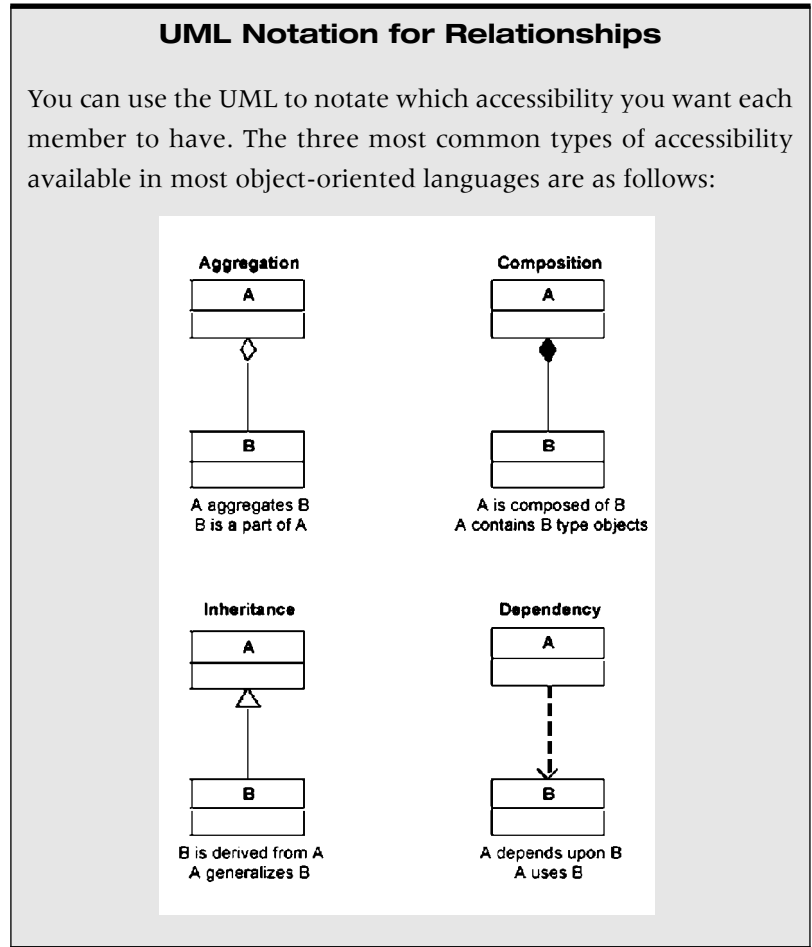 UML Notation for Relationships
You can use the UML to notate which accessibility you want each
member to have. The three most common types of accessibility
available in most object-oriented languages are as follows:
Aggregation
A
B
A aggregates B
B is a part of A
Composition
A
B
A is composed of B
A contains B type objects
Inheritance
A
B
B is derived from A
A generalizes B
Dependency
A
B
A depends upon B
A uses B